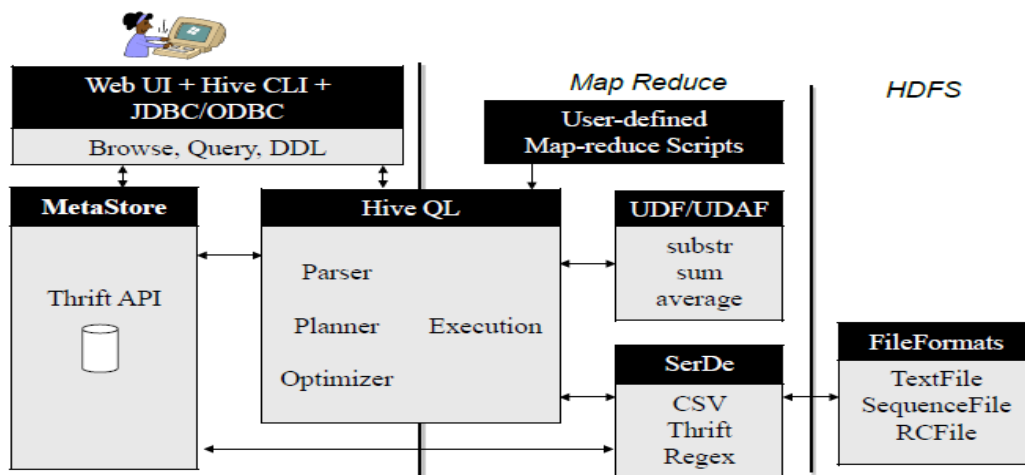 Web UI + Hive CLI +
JDBC/ODBC
Browse, Query, DDL
Map Reduce
HDFS
User-defined
Map-reduce Scripts
MetaStore
Thrift API
Hive QL
Parser
Planner
Execution
Optimizer
UDF/UDAF
substr
sum
average
SerDe
CSV
Thrift
Regex
FileFormats
TextFile
SequenceFile
RCFile